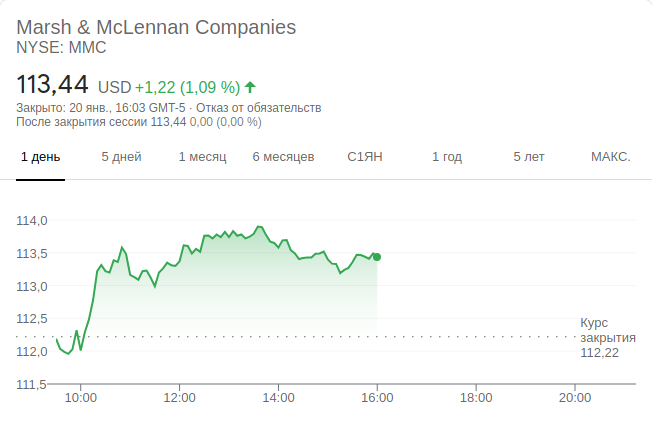 Marsh & McLennan Companies
NYSE: MMC
113,44 USD +1,22 (1,09 %)
Закрыто: 20 янв., 16:03 GMT-5 · Отказ от обязательств
После закрытия сессии 113,44 0,00 (0,00 %)
1 день 5 дней 1 месяц 6 месяцев С1ЯН 1 год 5 лет МАКС.
114,0
113,5
113,0
112,5
112,0
111,5
Курс
закрытия
112,22
10:00 12:00 14:00 16:00 18:00 20:00